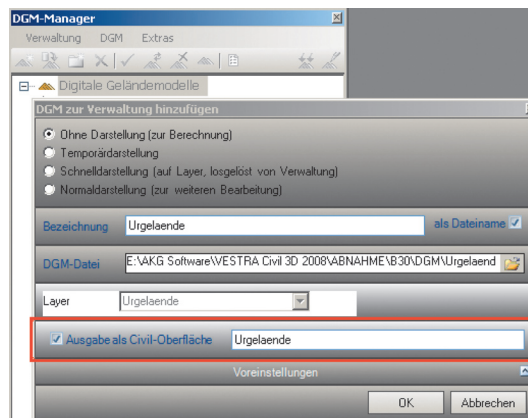 DGM-Manager
Verwaltung DGM Extras
Digitale Geländemodelle
DGM zur Verwaltung hinzufügen
Ohne Darstellung (zur Berechnung)
Temporärdarstellung
Schnelldarstellung (auf Layer, losgelöst von Verwaltung)
Normaldarstellung (zur weiteren Bearbeitung)
Bezeichnung Urgelaende als Dateiname
DGM-Datei E:\AKG Software\VESTRA Civil 3D 2008\ABNAHME\B30\DGM\Urgelaend
Layer Urgelaende
Ausgabe als Civil-Oberfläche Urgelaende
Voreinstellungen
OK Abbrechen